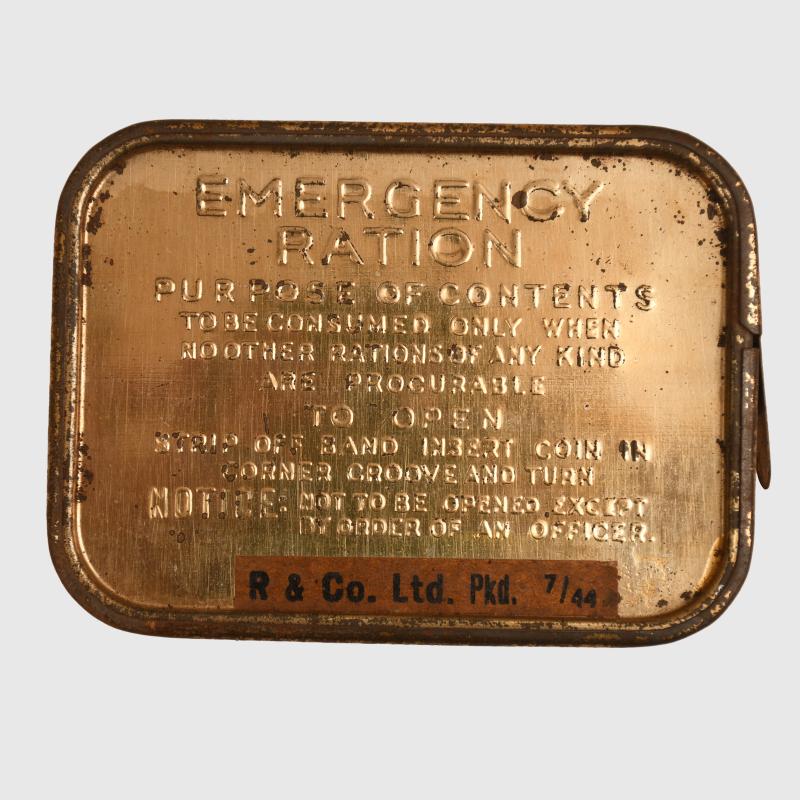 EMERGENCY
RATION
PURPOSE OF CONTENTS
TO BE CONSUMED ONLY WHEN
NO OTHER RATIONS OF ANY KIND
ARE PROCURABLE
TO OPEN
STRIP OFF BAND INSERT COIN IN
CORNER GROOVE AND TURN
NOTICE: NOT TO BE OPENED EXCEPT
BY ORDER OF AN OFFICER.
R & Co. Ltd. Pkd. 7/44